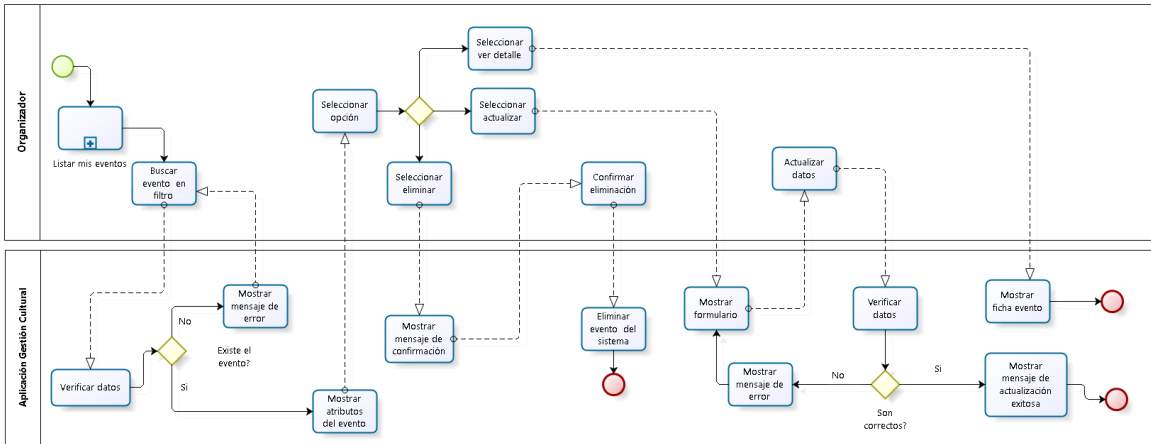 Organizador
Listar mis eventos
Buscar
evento en
filtro
Seleccionar
opción
Seleccionar
ver detalle
Seleccionar
actualizar
Seleccionar
eliminar
Confirmar
eliminación
Actualizar
datos
Aplicación Gestión Cultural
Verificar datos
No
Si
Existe el
evento?
Mostrar
mensaje de
error
Mostrar
atributos
del evento
Mostrar
mensaje de
confirmación
Eliminar
evento del
sistema
Mostrar
formulario
Mostrar
mensaje de
error
Verificar
datos
No
Si
Son
correctos?
Mostrar
ficha evento
Mostrar
mensaje de
actualización
exitosa